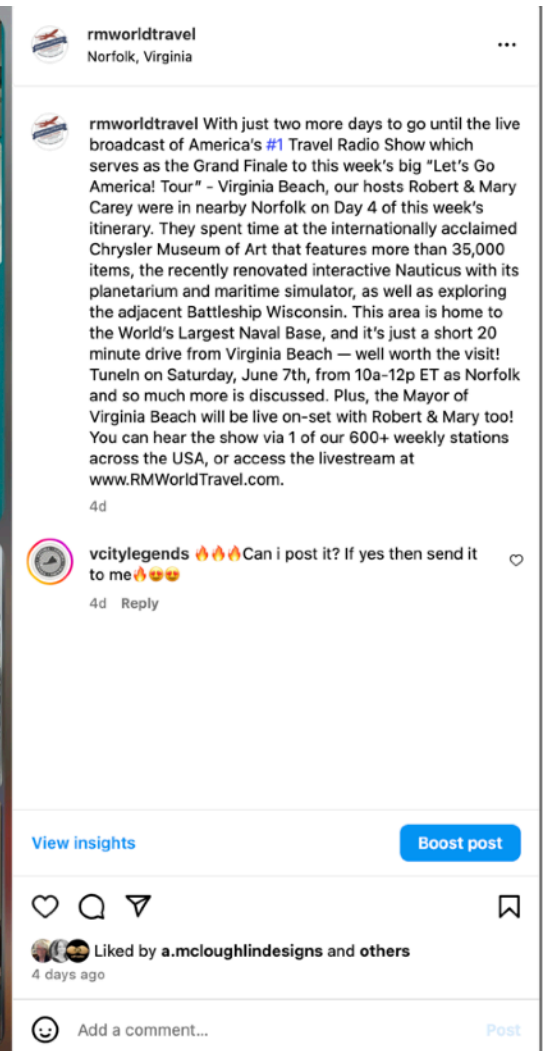 rmworldtravel
Norfolk, Virginia
rmworldtravel With just two more days to go until the live
broadcast of America's #1 Travel Radio Show which
serves as the Grand Finale to this week's big "Let's Go
America! Tour" - Virginia Beach, our hosts Robert & Mary
Carey were in nearby Norfolk on Day 4 of this week's
itinerary. They spent time at the internationally acclaimed
Chrysler Museum of Art that features more than 35,000
items, the recently renovated interactive Nauticus with its
planetarium and maritime simulator, as well as exploring
the adjacent Battleship Wisconsin. This area is home to
the World's Largest Naval Base, and it's just a short 20
minute drive from Virginia Beach — well worth the visit!
TuneIn on Saturday, June 7th, from 10a-12p ET as Norfolk
and so much more is discussed. Plus, the Mayor of
Virginia Beach will be live on-set with Robert & Mary too!
You can hear the show via 1 of our 600+ weekly stations
across the USA, or access the livestream at
www.RMWorldTravel.com.
4d
vcitylegends 🔥🔥🔥Can i post it? If yes then send it
to me🔥😍😍
4d Reply
View insights
Boost post
Liked by a.mcloughlindesigns and others
4 days ago
Add a comment...
Post